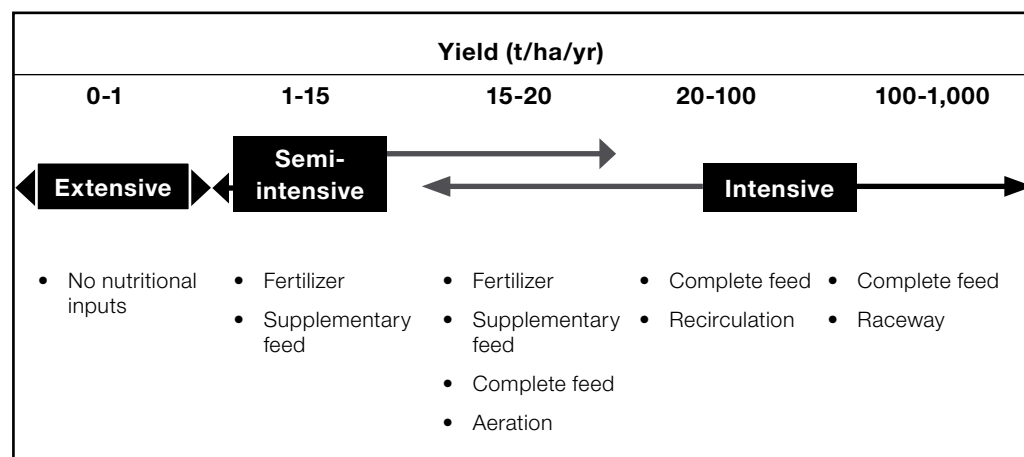 Yield (t/ha/yr)
0-1 1-15 15-20 20-100 100-1,000
Extensive
Semi-
intensive
Intensive
• No nutritional
inputs
• Fertilizer
• Supplementary
feed
• Fertilizer
• Supplementary
feed
• Complete feed
• Aeration
• Complete feed
• Recirculation
• Complete feed
• Raceway